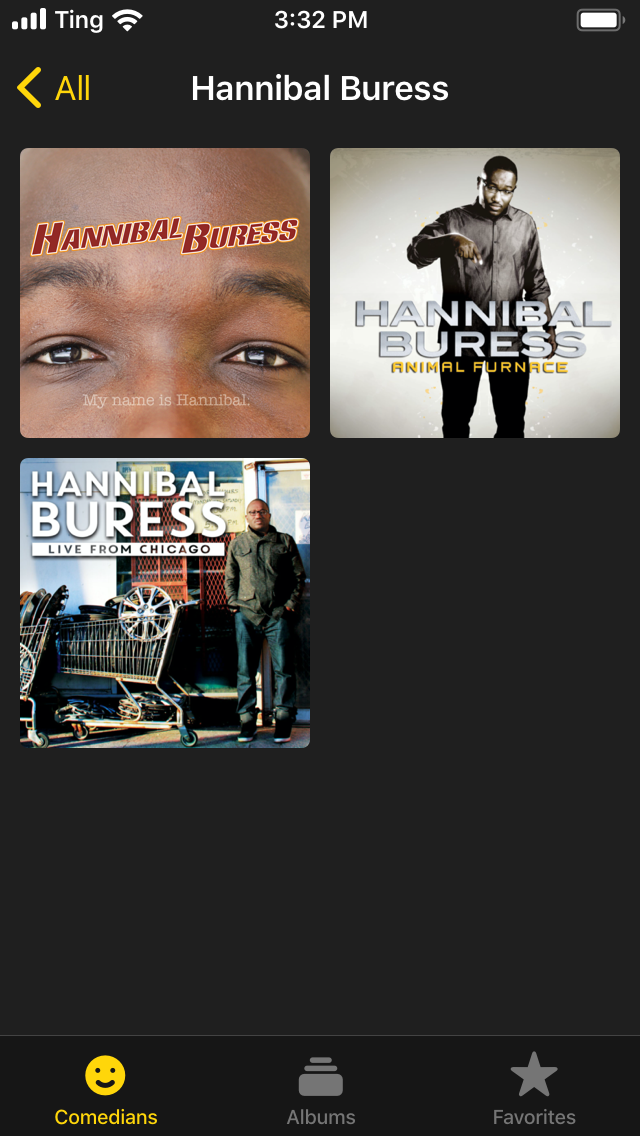 Ting 3:32 PM
All Hannibal Buress
HANNIBAL BURESS
My name is Hannibal.
HANNIBAL
BURESS
ANIMAL FURNACE
HANNIBAL
BURESS
LIVE FROM CHICAGO
Comedians Albums Favorites